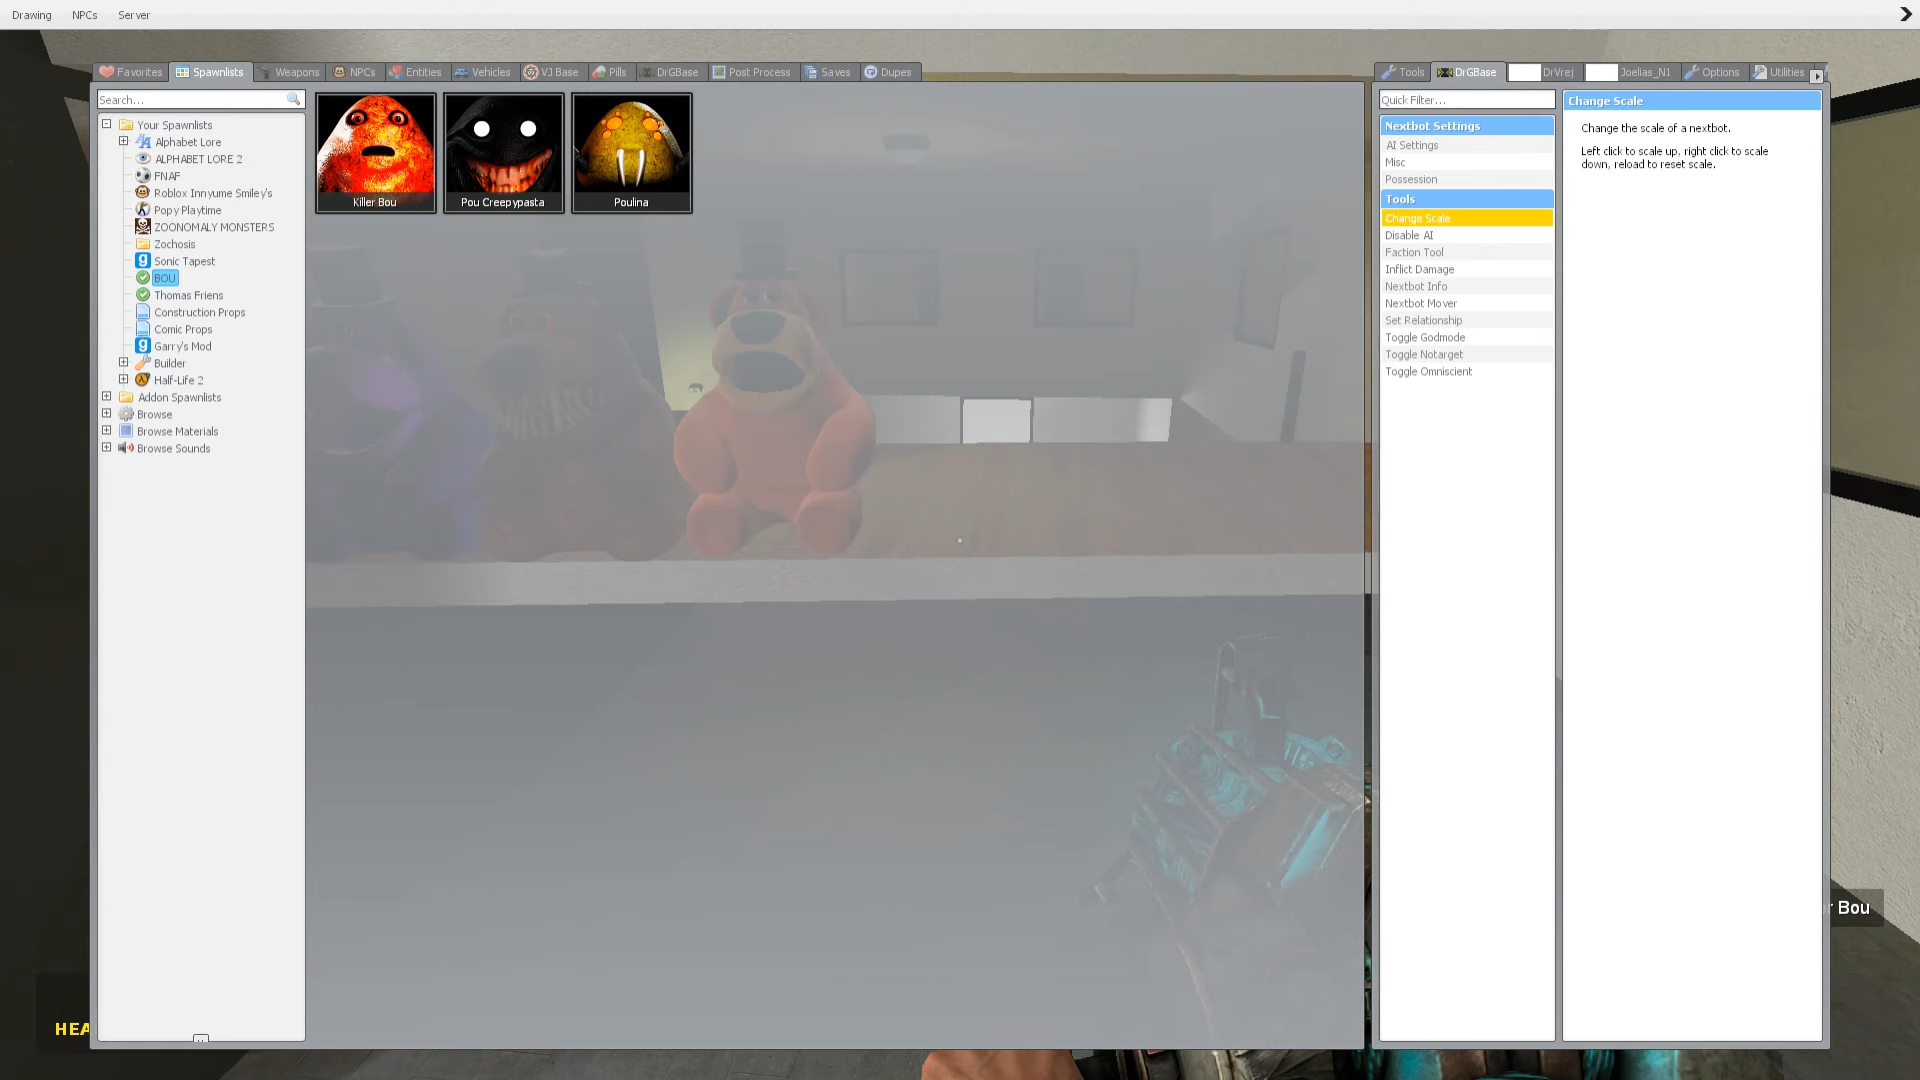 Drawing NPCs Server
Favorites Spawnlists Weapons NPCs Entities Vehicles VJ Base Pills DrGBase Post Process Saves Dupes
Search...
Your Spawnlists
Alphabet Lore
ALPHABET LORE 2
FNAF
Roblox Innyume Smiley's
Popy Playtime
ZOONOMALY MONSTERS
Zochosis
Sonic Tapest
BOU
Thomas Friens
Construction Props
Comic Props
Garry's Mod
Builder
Half-Life 2
Addon Spawnlists
Browse
Browse Materials
Browse Sounds
Killer Bou
Pou Creepypasta
Poulina
Tools DrGBase DrVrej Joelias_N1 Options Utilities
Quick Filter...
Nextbot Settings
AI Settings
Misc
Possession
Tools
Change Scale
Disable AI
Faction Tool
Inflict Damage
Nextbot Info
Nextbot Mover
Set Relationship
Toggle Godmode
Toggle Notarget
Toggle Omniscient
Change Scale
Change the scale of a nextbot.
Left click to scale up, right click to scale
down, reload to reset scale.
r Bou
HEA